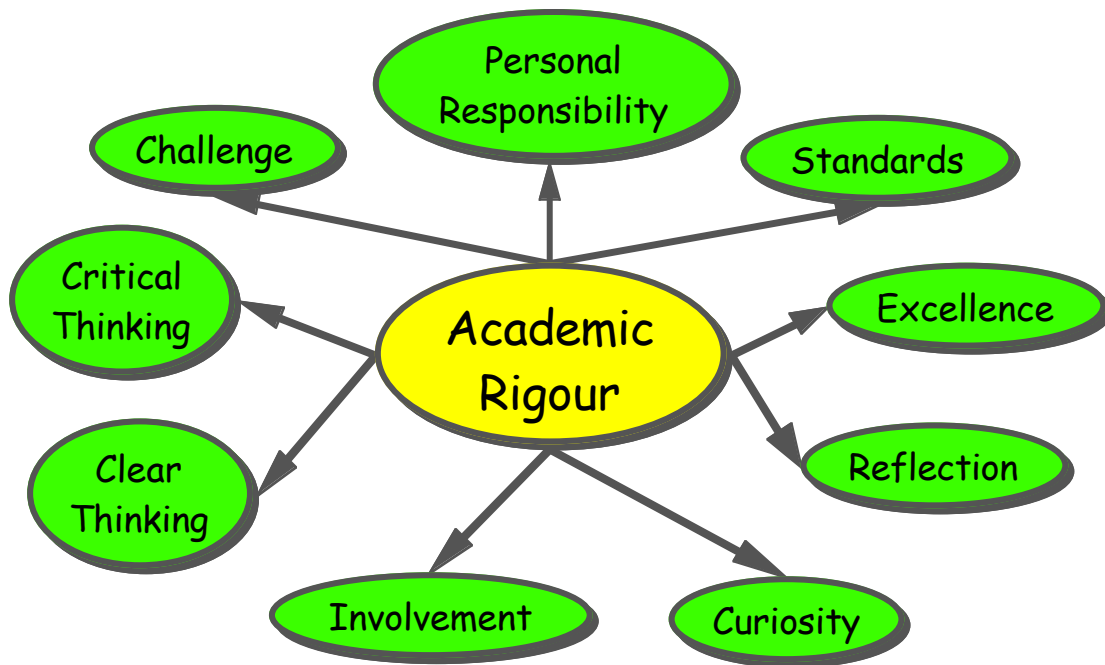 Personal
Responsibility
Challenge
Standards
Critical
Thinking
Academic
Rigour
Excellence
Clear
Thinking
Reflection
Involvement
Curiosity